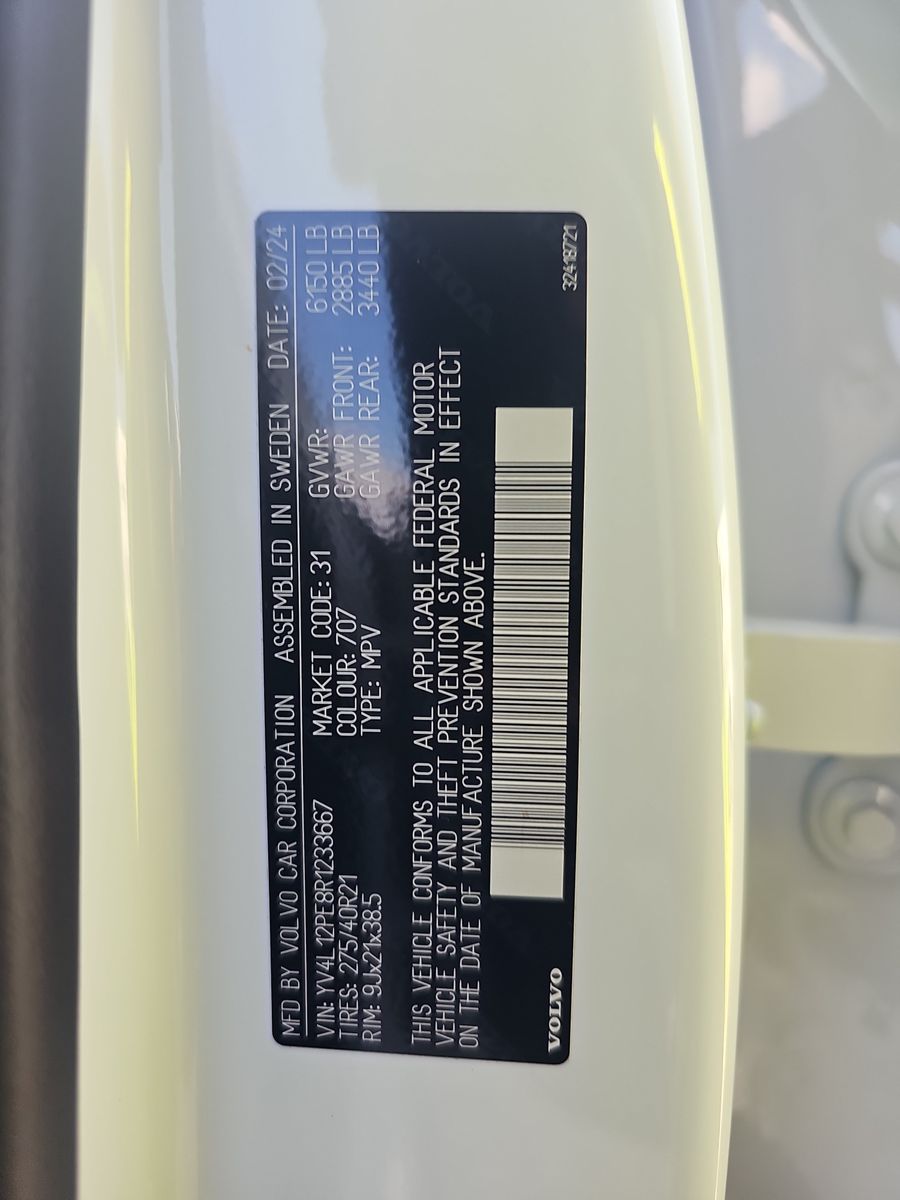 MFD BY VOLVO CAR CORPORATION ASSEMBLED IN SWEDEN DATE: 02/24
VIN: YV4L12PE8R1233667 MARKET CODE: 31 GVWR: 6150 LB
TIRES: 275/40R21 COLOUR: 707 GAWR FRONT: 2885 LB
RIM: 9Jx21x38.5 TYPE: MPV GAWR REAR: 3440 LB
THIS VEHICLE CONFORMS TO ALL APPLICABLE FEDERAL MOTOR
VEHICLE SAFETY AND THEFT PREVENTION STANDARDS IN EFFECT
ON THE DATE OF MANUFACTURE SHOWN ABOVE.
VOLVO 32418721